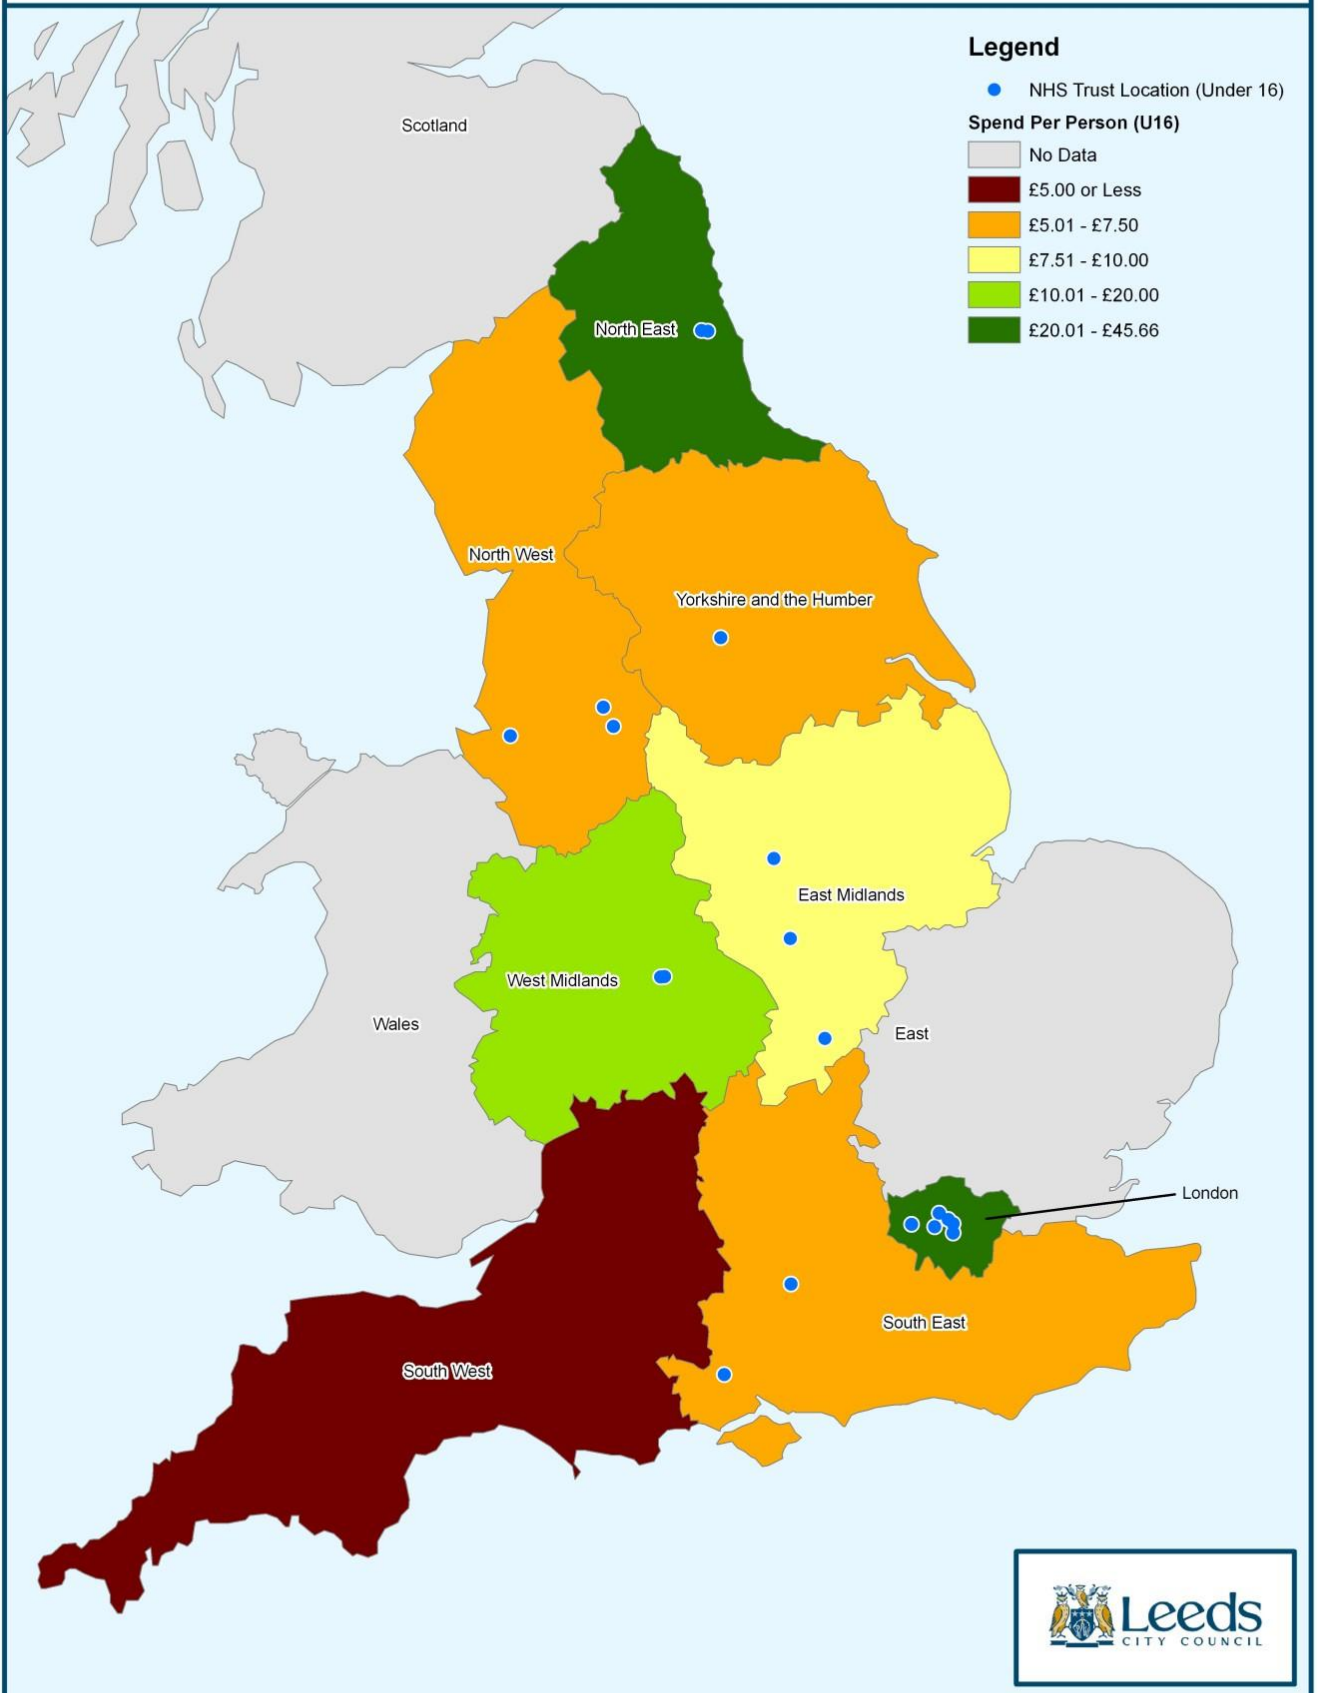 Legend
NHS Trust Location (Under 16)
Spend Per Person (U16)
No Data
£5.00 or Less
£5.01 - £7.50
£7.51 - £10.00
£10.01 - £20.00
£20.01 - £45.66
Scotland
North East
North West
Yorkshire and the Humber
East Midlands
West Midlands
Wales
East
London
South East
South West
Leeds
CITY COUNCIL